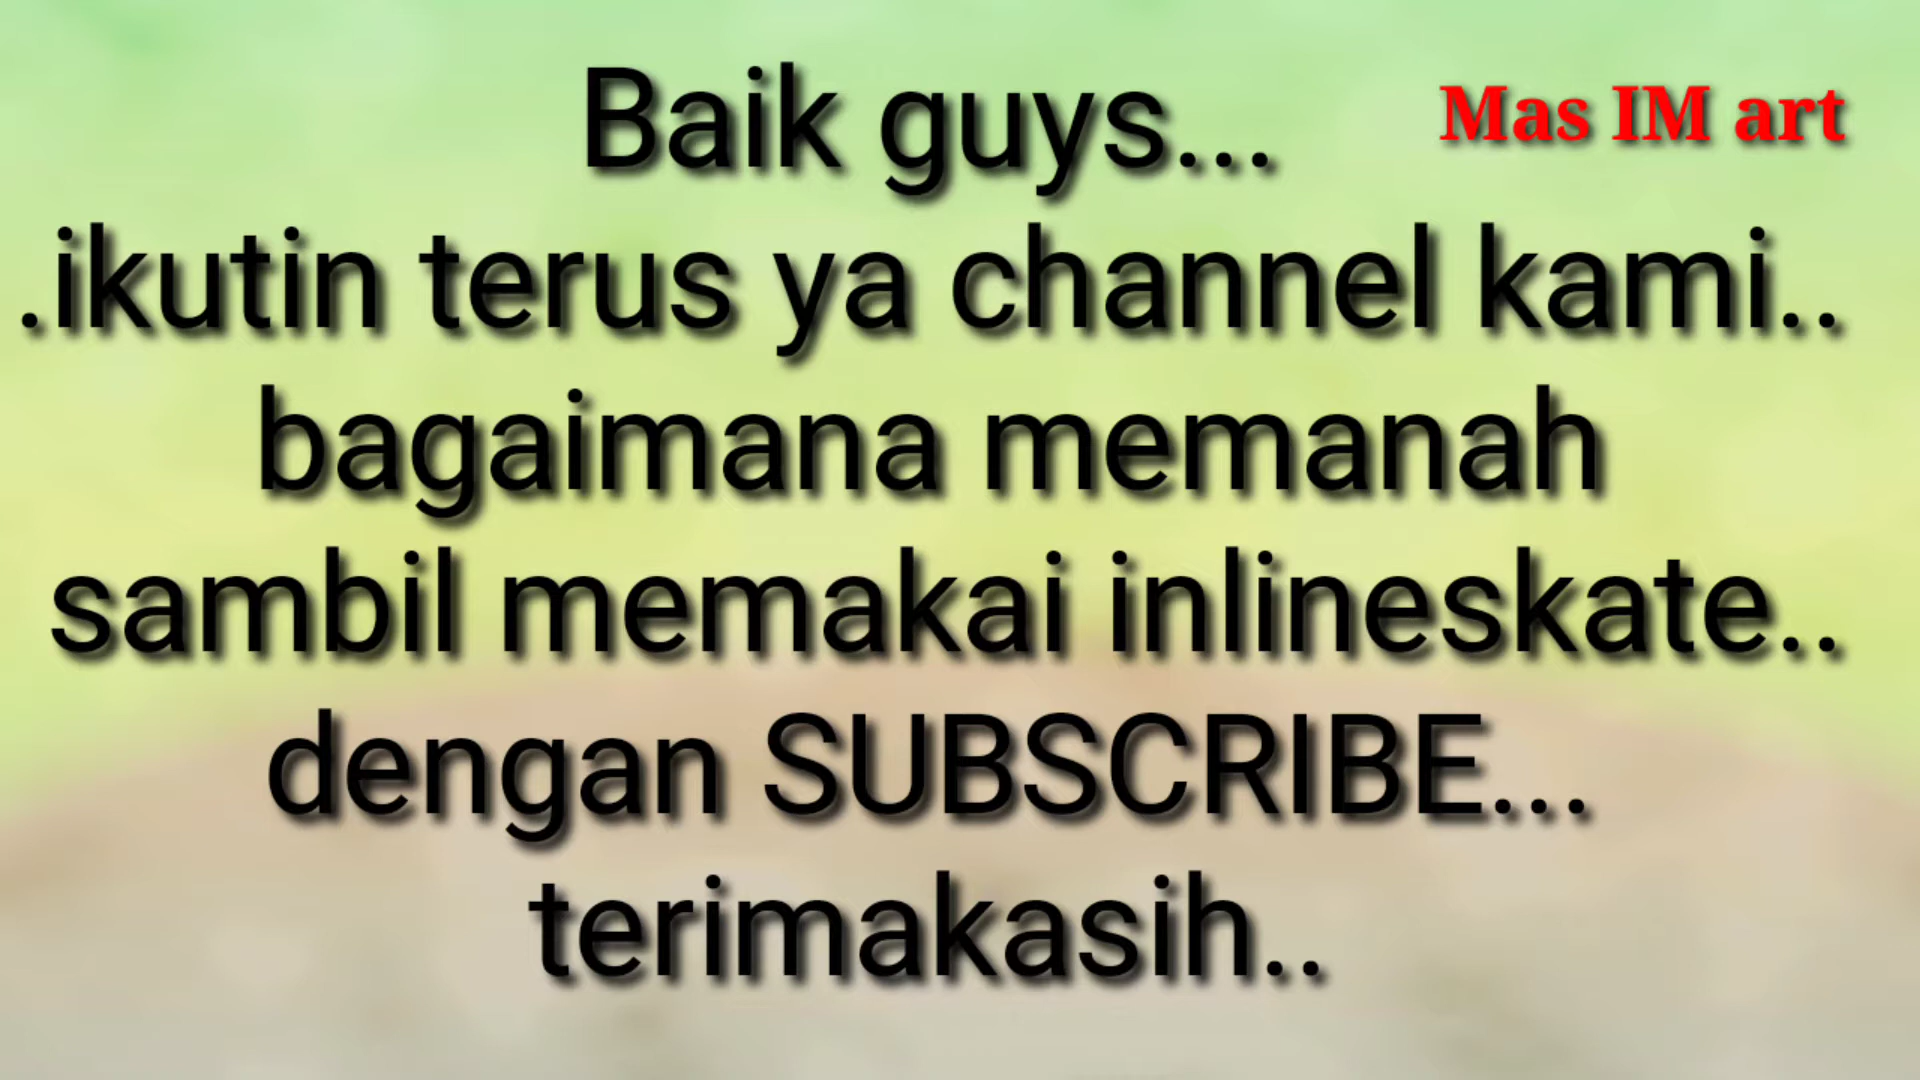 Baik guys...
Mas IM art
.ikutin terus ya channel kami..
bagaimana memanah
sambil memakai inlineskate..
dengan SUBSCRIBE...
terimakasih..